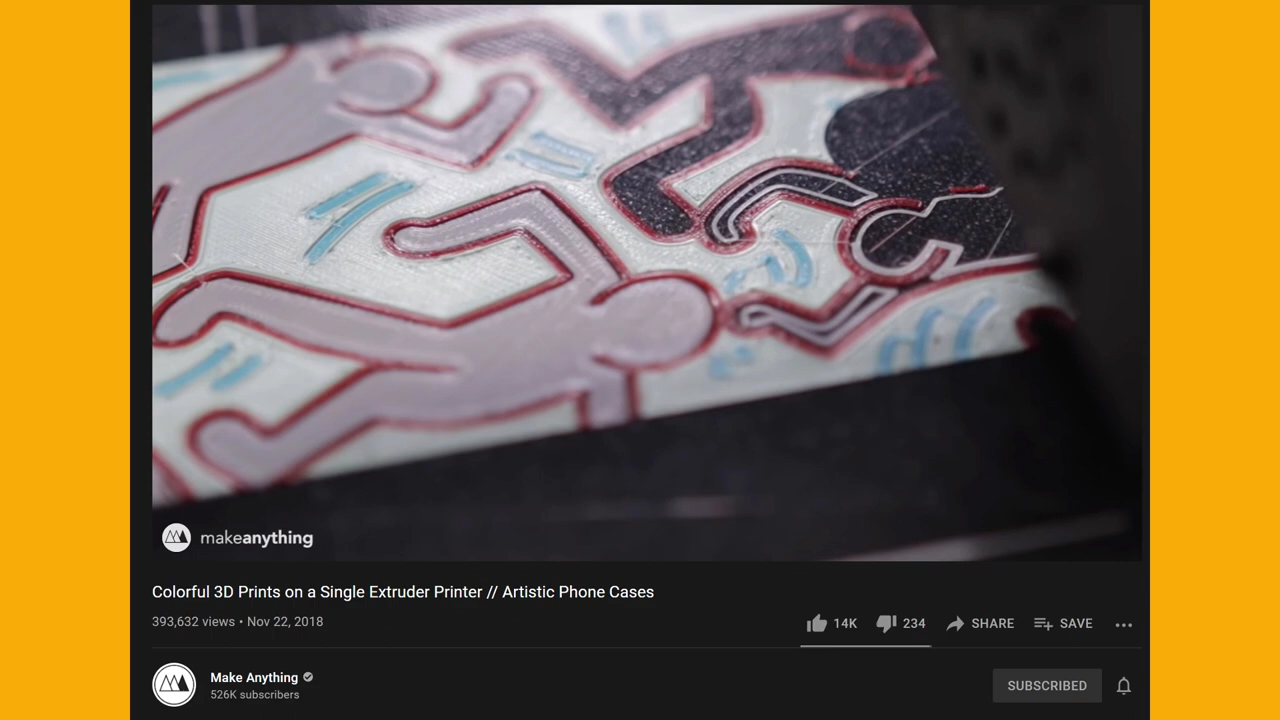 makeanything
Colorful 3D Prints on a Single Extruder Printer // Artistic Phone Cases
393,632 views • Nov 22, 2018
14K
234
SHARE
SAVE
Make Anything
526K subscribers
SUBSCRIBED